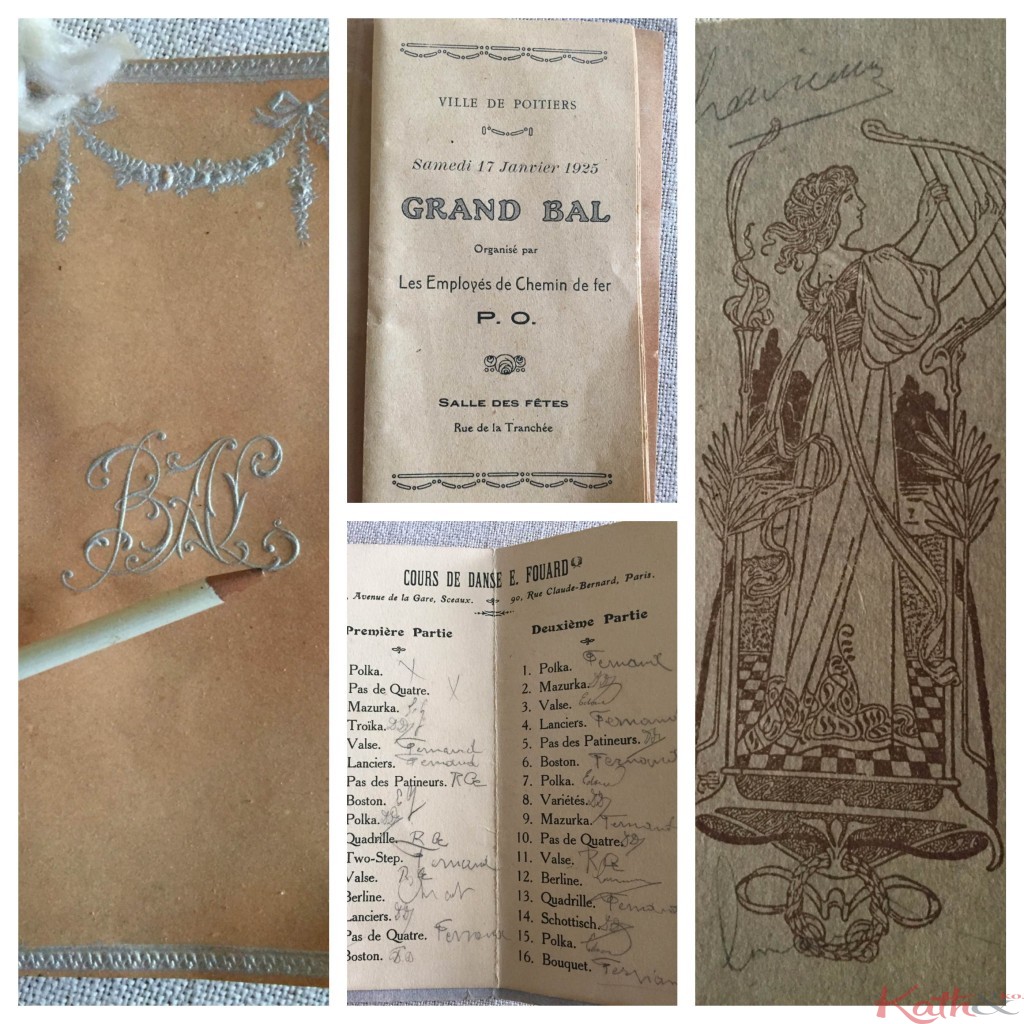 BAL
VILLE DE POITIERS
Samedi 17 Janvier 1925
GRAND BAL
Organisé par
Les Employés de Chemin de fer
P. O.
SALLE DES FÊTES
Rue de la Tranchée
COURS DE DANSE E. FOUARD
Avenue de la Gare, Sceaux. 90, Rue Claude-Bernard, Paris.
Première Partie
Polka. X
Pas de Quatre. X
Mazurka.
Troïka.
Valse. Fernand
Lanciers. Fernand
Pas des Patineurs.
Boston.
Polka.
Quadrille.
Two-Step. Fernand
Valse.
Berline.
Lanciers.
Pas de Quatre. Fernand
Boston.
Deuxième Partie
1. Polka. Fernand
2. Mazurka.
3. Valse.
4. Lanciers. Fernand
5. Pas des Patineurs.
6. Boston. Fernand
7. Polka.
8. Variétés.
9. Mazurka. Fernand
10. Pas de Quatre.
11. Valse.
12. Berline.
13. Quadrille. Fernand
14. Schottisch.
15. Polka.
16. Bouquet. Fernan
Kath&Ko.